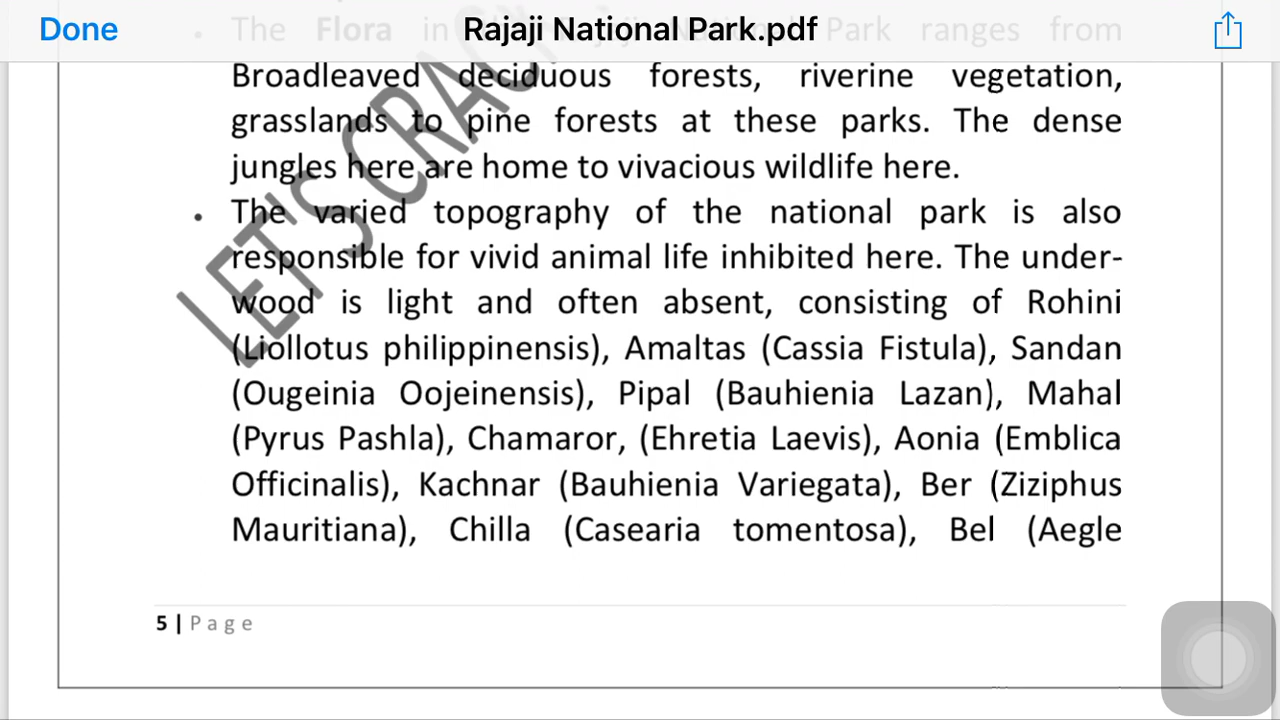 Done Rajaji National Park.pdf
• The Flora in Park ranges from
Broadleaved deciduous forests, riverine vegetation,
grasslands to pine forests at these parks. The dense
jungles here are home to vivacious wildlife here.
• The varied topography of the national park is also
responsible for vivid animal life inhibited here. The under-
wood is light and often absent, consisting of Rohini
(Liollotus philippinensis), Amaltas (Cassia Fistula), Sandan
(Ougeinia Oojeinensis), Pipal (Bauhienia Lazan), Mahal
(Pyrus Pashla), Chamaror, (Ehretia Laevis), Aonia (Emblica
Officinalis), Kachnar (Bauhienia Variegata), Ber (Ziziphus
Mauritiana), Chilla (Casearia tomentosa), Bel (Aegle
LET'S CRAC
5 | Page